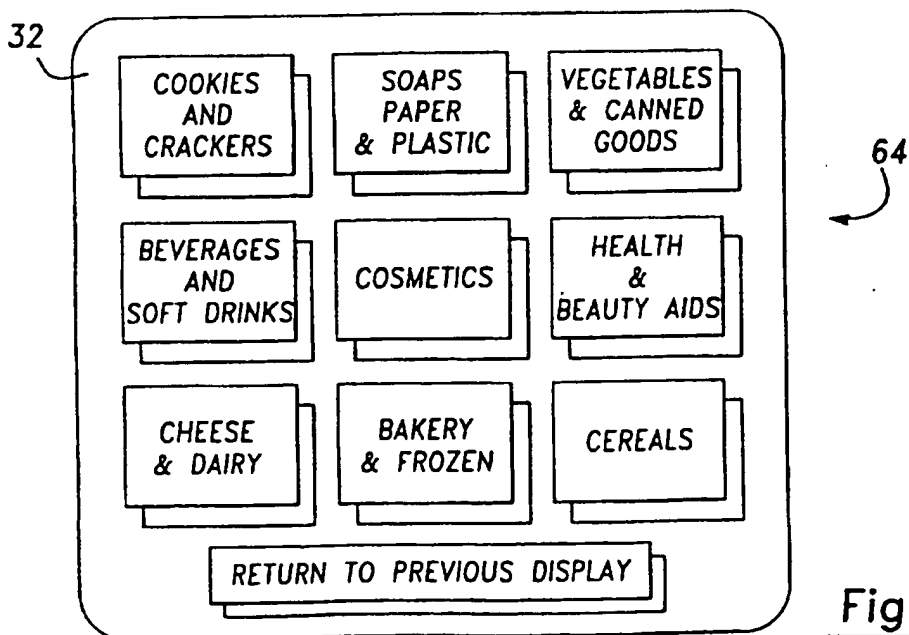 32
COOKIES
AND
CRACKERS
SOAPS
PAPER
& PLASTIC
VEGETABLES
& CANNED
GOODS
64
BEVERAGES
AND
SOFT DRINKS
COSMETICS
HEALTH
&
BEAUTY AIDS
CHEESE
& DAIRY
BAKERY
& FROZEN
CEREALS
RETURN TO PREVIOUS DISPLAY
Fig